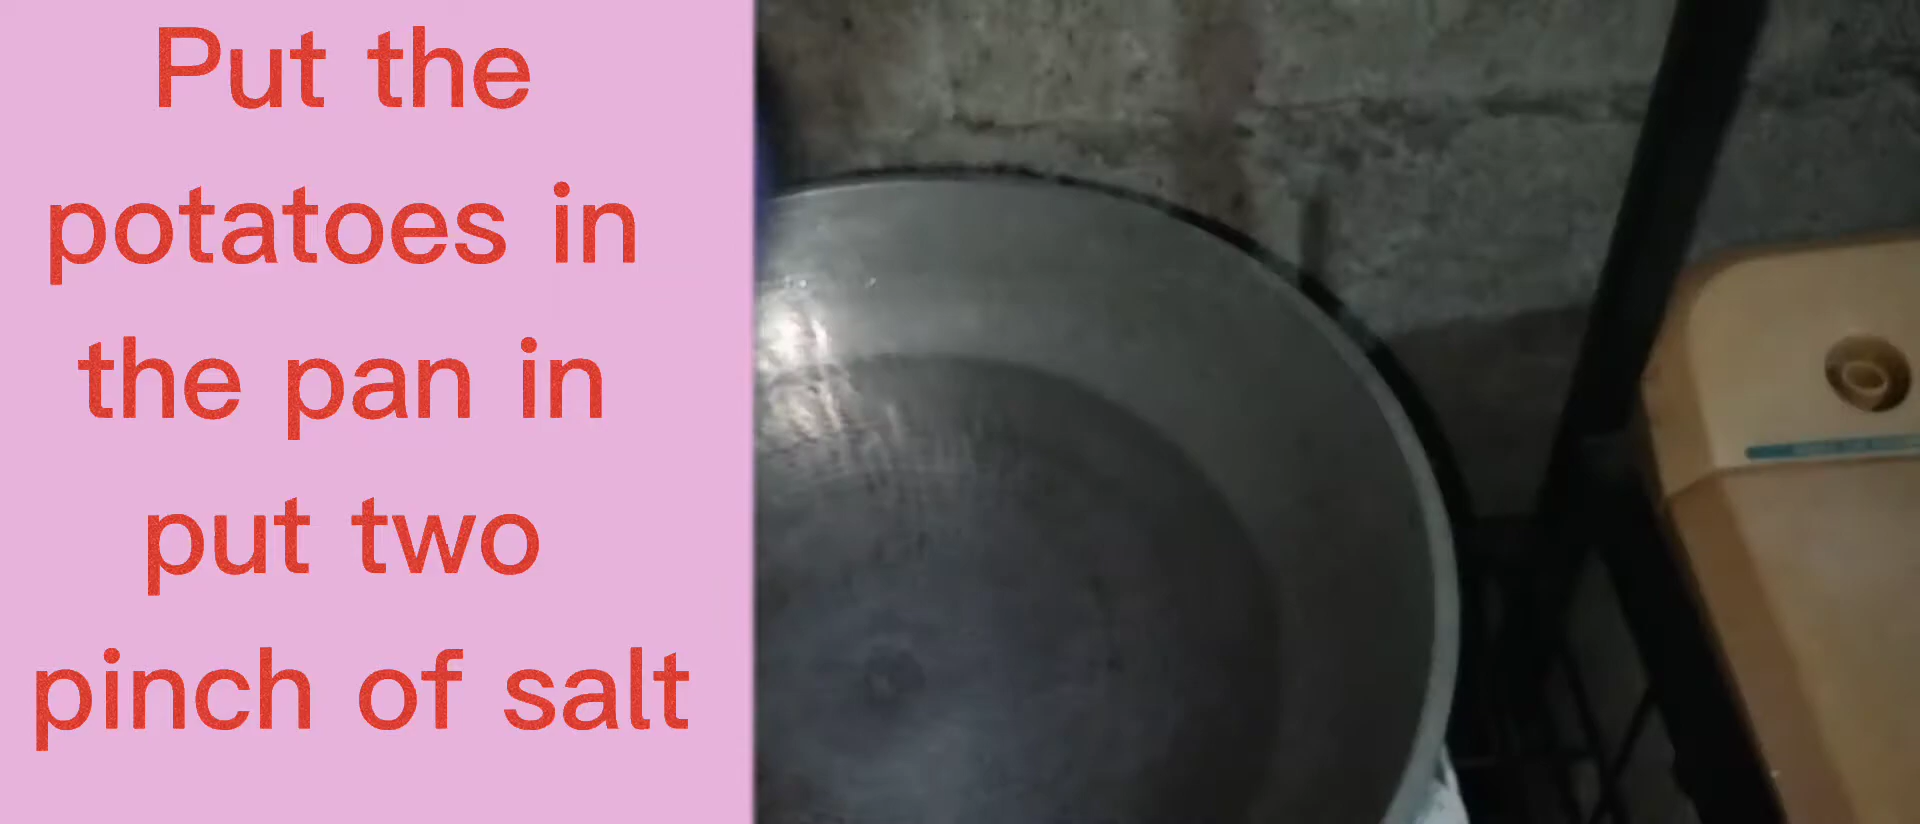 Put the
potatoes in
the pan in
put two
pinch of salt